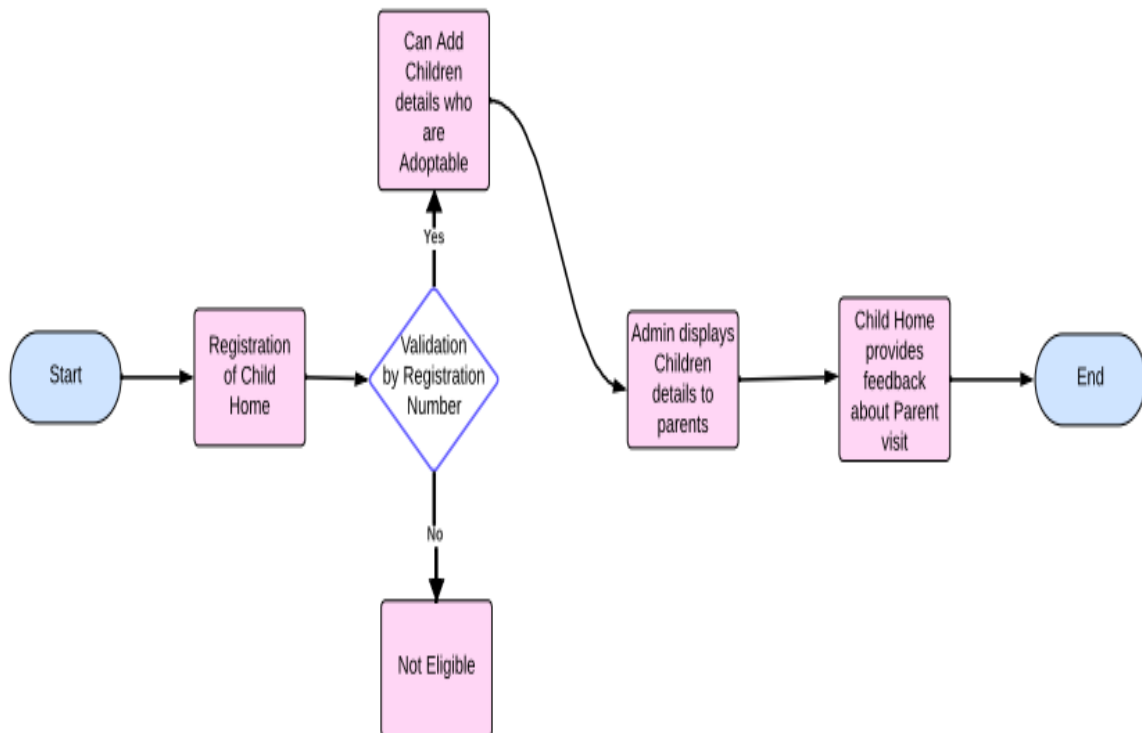 Can Add
Children
details who
are
Adoptable
Yes
Start
Registration
of Child
Home
Validation
by Registration
Number
Admin displays
Children
details to
parents
Child Home
provides
feedback
about Parent
visit
End
No
Not Eligible